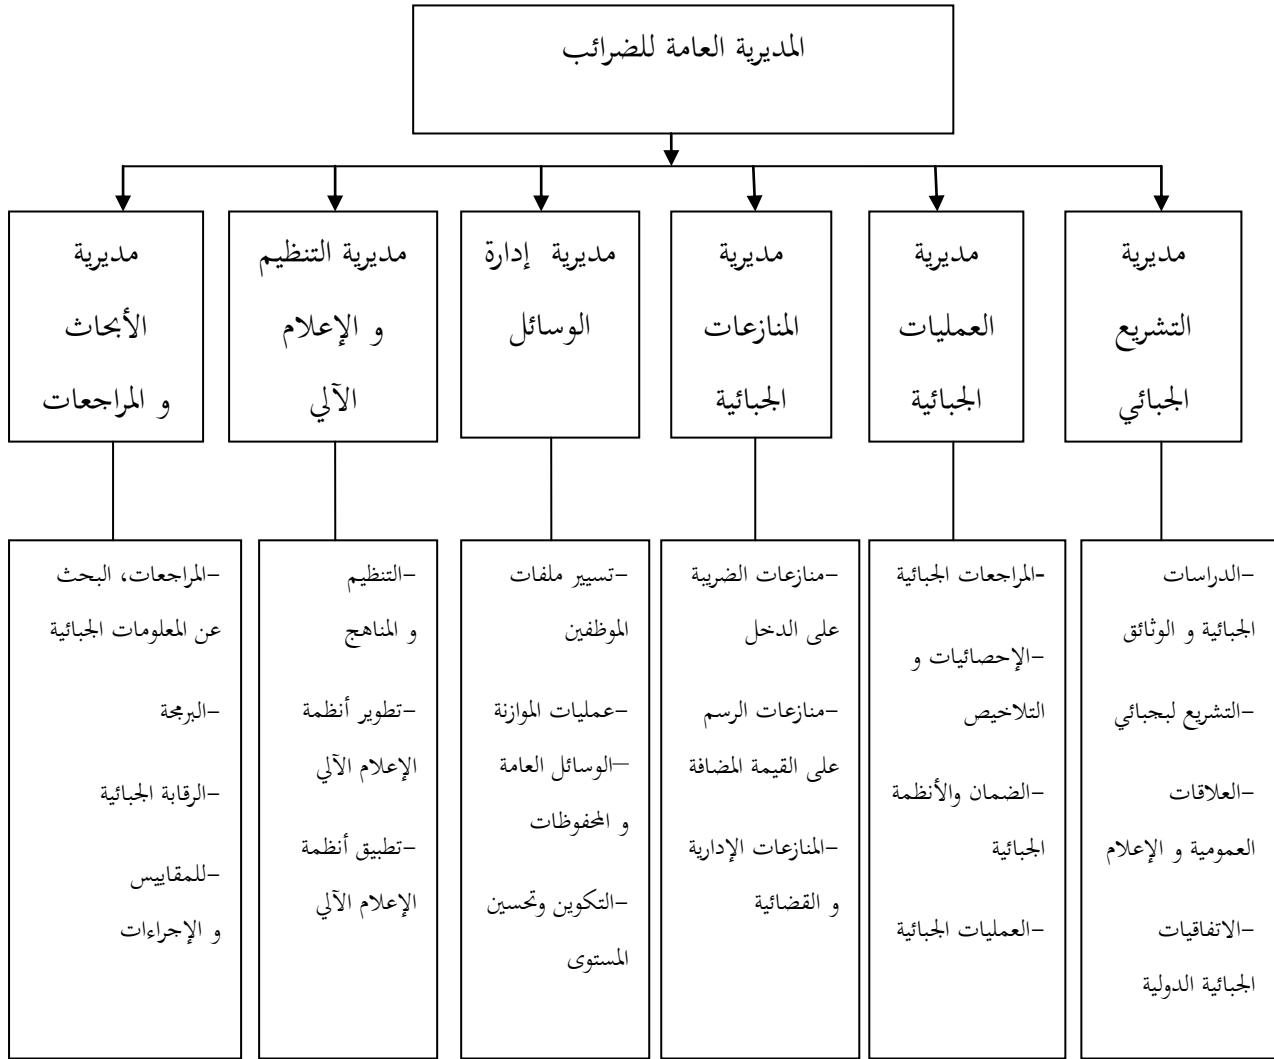 المديرية العامة للضرائب
مديرية
التشريع
الجبائي
مديرية
العمليات
الجبائية
مديرية
المنازعات
الجبائية
مديرية إدارة
الوسائل
مديرية التنظيم
و الإعلام
الآلي
مديرية
الأبحاث
و المراجعات
–الدراسات
الجبائية و الوثائق
–التشريع لبجبائي
–العلاقات
العمومية و الإعلام
–الاتفاقيات
الجبائية الدولية
-المراجعات الجبائية
–الإحصائيات و
التلاخيص
–الضمان والأنظمة
الجبائية
–العمليات الجبائية
–منازعات الضريبة
على الدخل
–منازعات الرسم
على القيمة المضافة
–المنازعات الإدارية
و القضائية
–تسيير ملفات
الموظفين
–عمليات الموازنة
–الوسائل العامة
و المحفوظات
–التكوين وتحسين
المستوى
–التنظيم
و المناهج
–تطوير أنظمة
الإعلام الآلي
–تطبيق أنظمة
الإعلام الآلي
–المراجعات، البحث
عن المعلومات الجبائية
–البرمجة
–الرقابة الجبائية
–للمقاييس
و الإجراءات